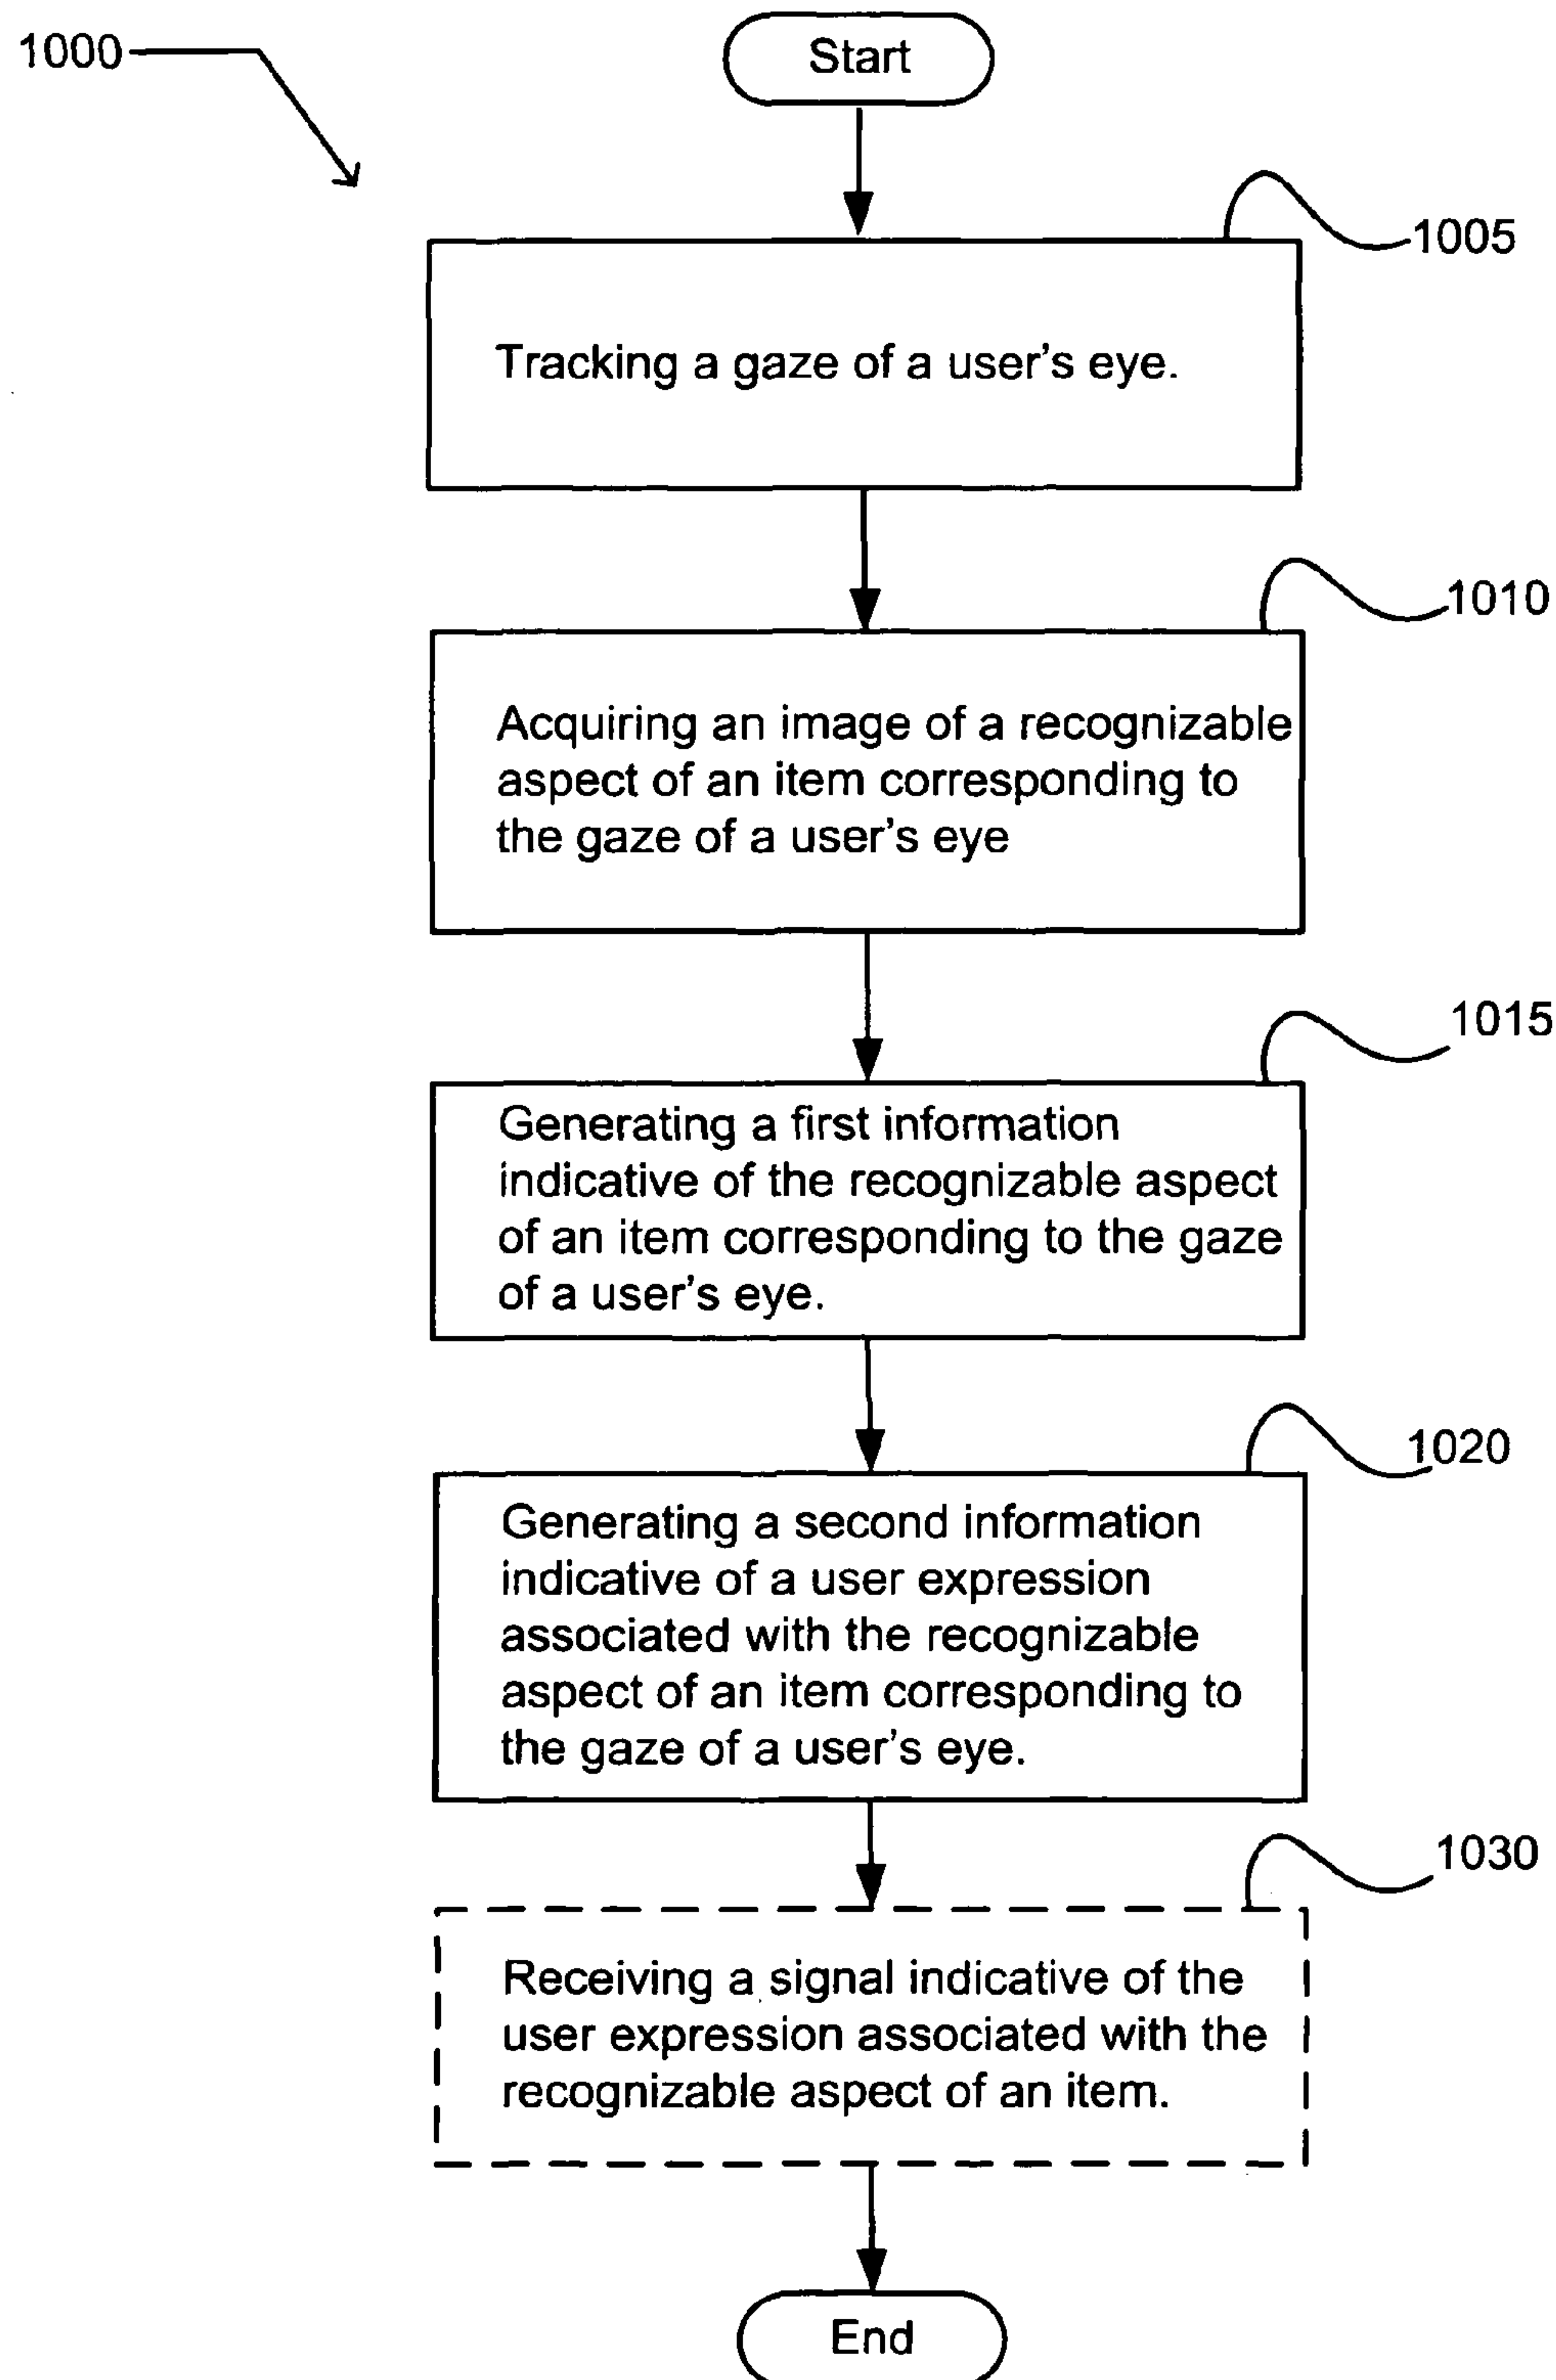 1000
Start
1005
Tracking a gaze of a user's eye.
1010
Acquiring an image of a recognizable
aspect of an item corresponding to
the gaze of a user's eye
1015
Generating a first information
indicative of the recognizable aspect
of an item corresponding to the gaze
of a user's eye.
1020
Generating a second information
indicative of a user expression
associated with the recognizable
aspect of an item corresponding to
the gaze of a user's eye.
1030
Receiving a signal indicative of the
user expression associated with the
recognizable aspect of an item.
End